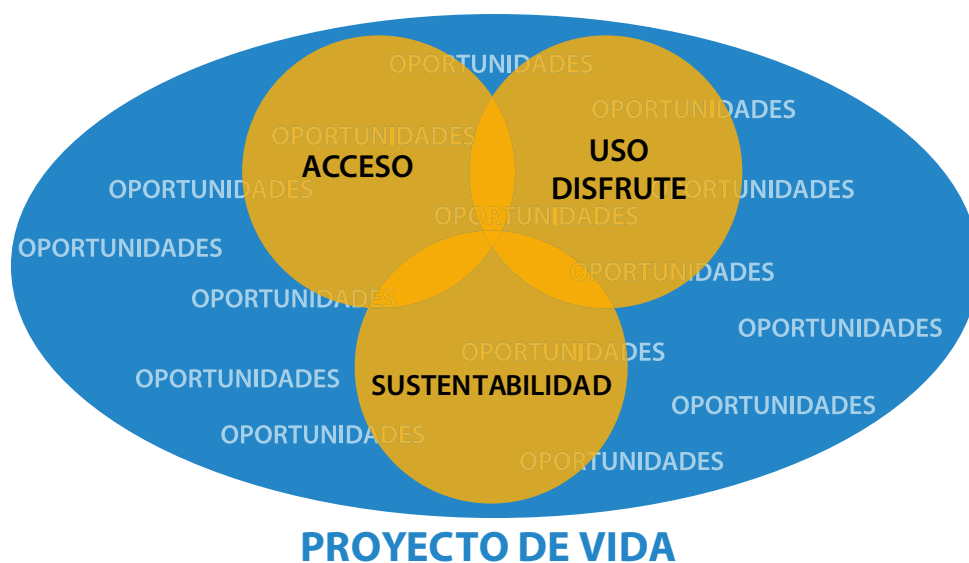 OPORTUNIDADES
OPORTUNIDADES
OPORTUNIDADES
ACCESO
USO
DISFRUTE
OPORTUNIDADES
OPORTUNIDADES
OPORTUNIDADES
OPORTUNIDADES
OPORTUNIDADES
OPORTUNIDADES
OPORTUNIDADES
OPORTUNIDADES
OPORTUNIDADES
SUSTENTABILIDAD
OPORTUNIDADES
OPORTUNIDADES
OPORTUNIDADES
PROYECTO DE VIDA